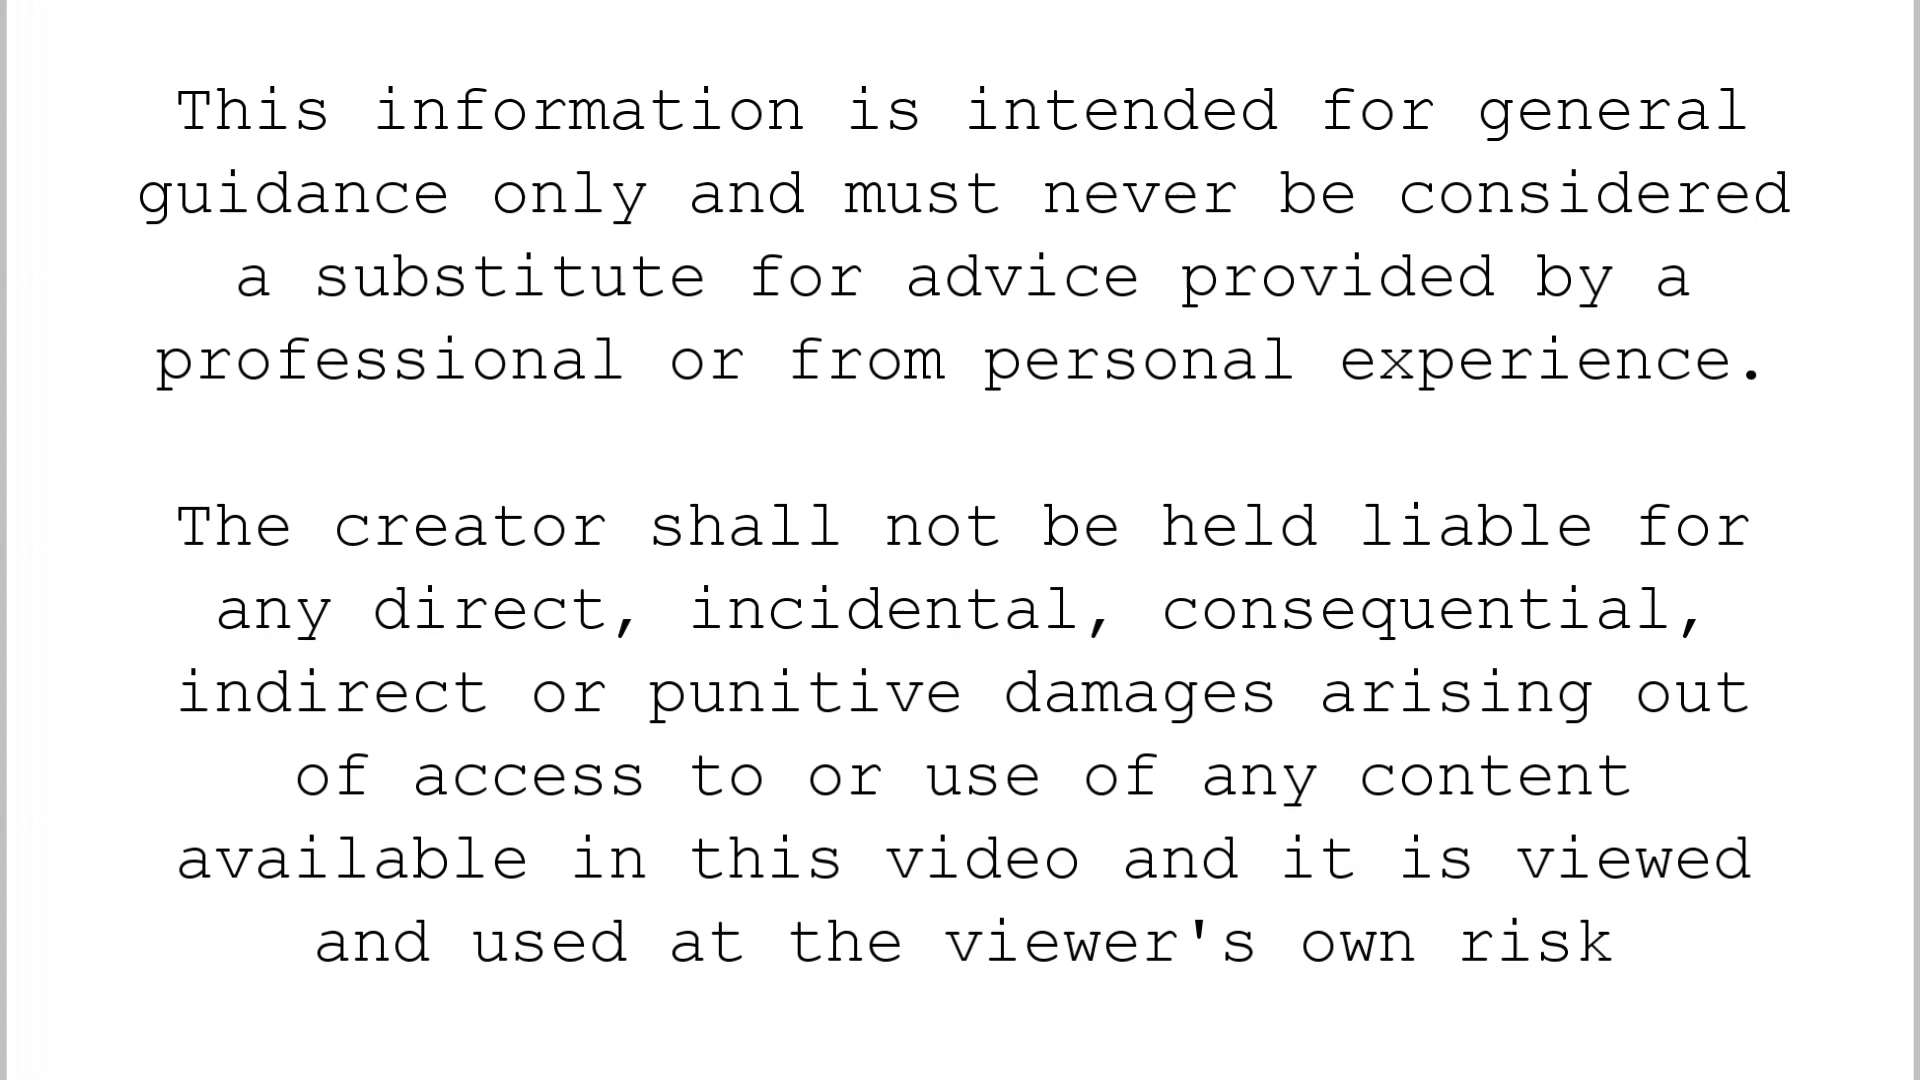 This information is intended for general
guidance only and must never be considered
a substitute for advice provided by a
professional or from personal experience.
The creator shall not be held liable for
any direct, incidental, consequential,
indirect or punitive damages arising out
of access to or use of any content
available in this video and it is viewed
and used at the viewer's own risk